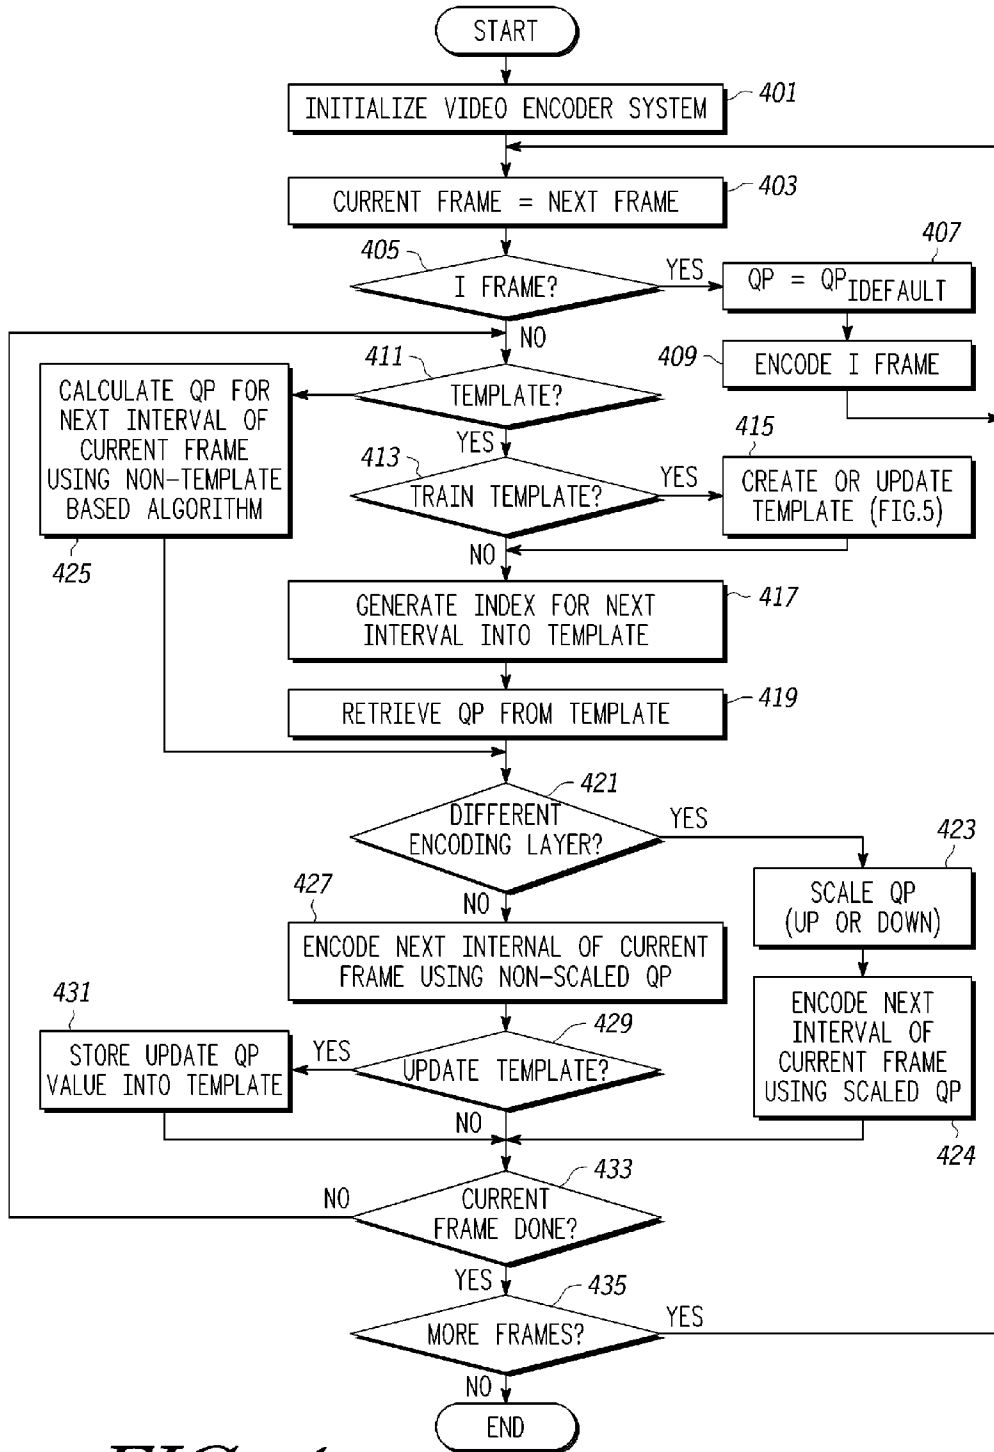 START
INITIALIZE VIDEO ENCODER SYSTEM
401
CURRENT FRAME = NEXT FRAME
403
405
I FRAME?
YES
407
QP = QPIDEFAULT
NO
409
ENCODE I FRAME
411
TEMPLATE?
CALCULATE QP FOR
NEXT INTERVAL OF
CURRENT FRAME
USING NON-TEMPLATE
BASED ALGORITHM
425
YES
413
TRAIN TEMPLATE?
YES
415
CREATE OR UPDATE
TEMPLATE (FIG.5)
NO
GENERATE INDEX FOR NEXT
INTERVAL INTO TEMPLATE
417
RETRIEVE QP FROM TEMPLATE
419
421
DIFFERENT
ENCODING LAYER?
YES
423
SCALE QP
(UP OR DOWN)
NO
427
ENCODE NEXT INTERNAL OF CURRENT
FRAME USING NON-SCALED QP
ENCODE NEXT
INTERVAL OF
CURRENT FRAME
USING SCALED QP
424
429
UPDATE TEMPLATE?
YES
431
STORE UPDATE QP
VALUE INTO TEMPLATE
NO
433
CURRENT
FRAME DONE?
NO
YES
435
MORE FRAMES?
YES
NO
END